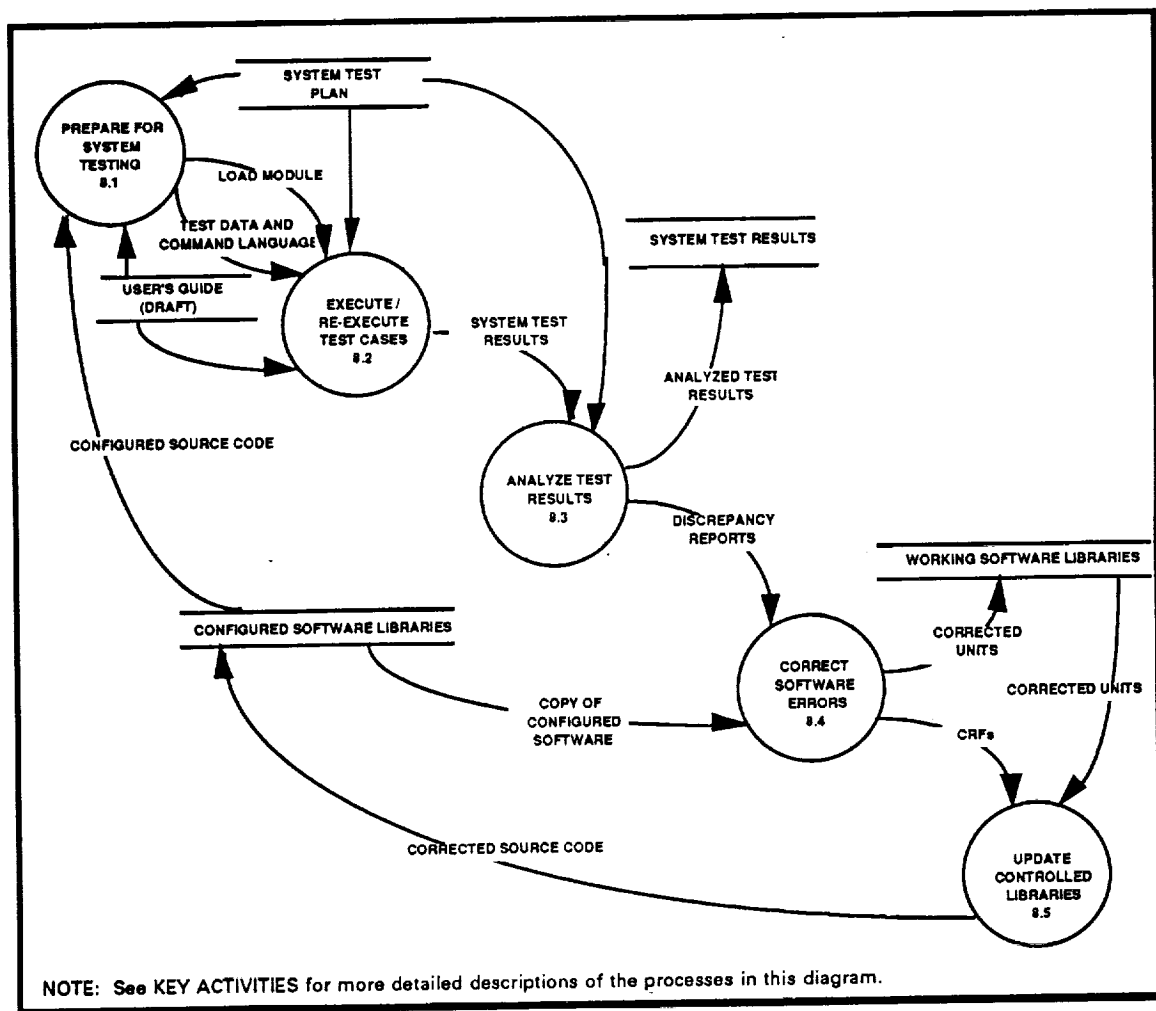 SYSTEM TEST
PLAN
PREPARE FOR
SYSTEM
TESTING
8.1
LOAD MODULE
TEST DATA AND
COMMAND LANGUAGE
USER'S GUIDE
(DRAFT)
EXECUTE /
RE-EXECUTE
TEST CASES
8.2
SYSTEM TEST
RESULTS
SYSTEM TEST RESULTS
ANALYZED TEST
RESULTS
CONFIGURED SOURCE CODE
ANALYZE TEST
RESULTS
8.3
DISCREPANCY
REPORTS
WORKING SOFTWARE LIBRARIES
CONFIGURED SOFTWARE LIBRARIES
CORRECTED
UNITS
CORRECT
SOFTWARE
ERRORS
8.4
CORRECTED UNITS
COPY OF
CONFIGURED
SOFTWARE
CRFs
CORRECTED SOURCE CODE
UPDATE
CONTROLLED
LIBRARIES
8.5
NOTE: See KEY ACTIVITIES for more detailed descriptions of the processes in this diagram.